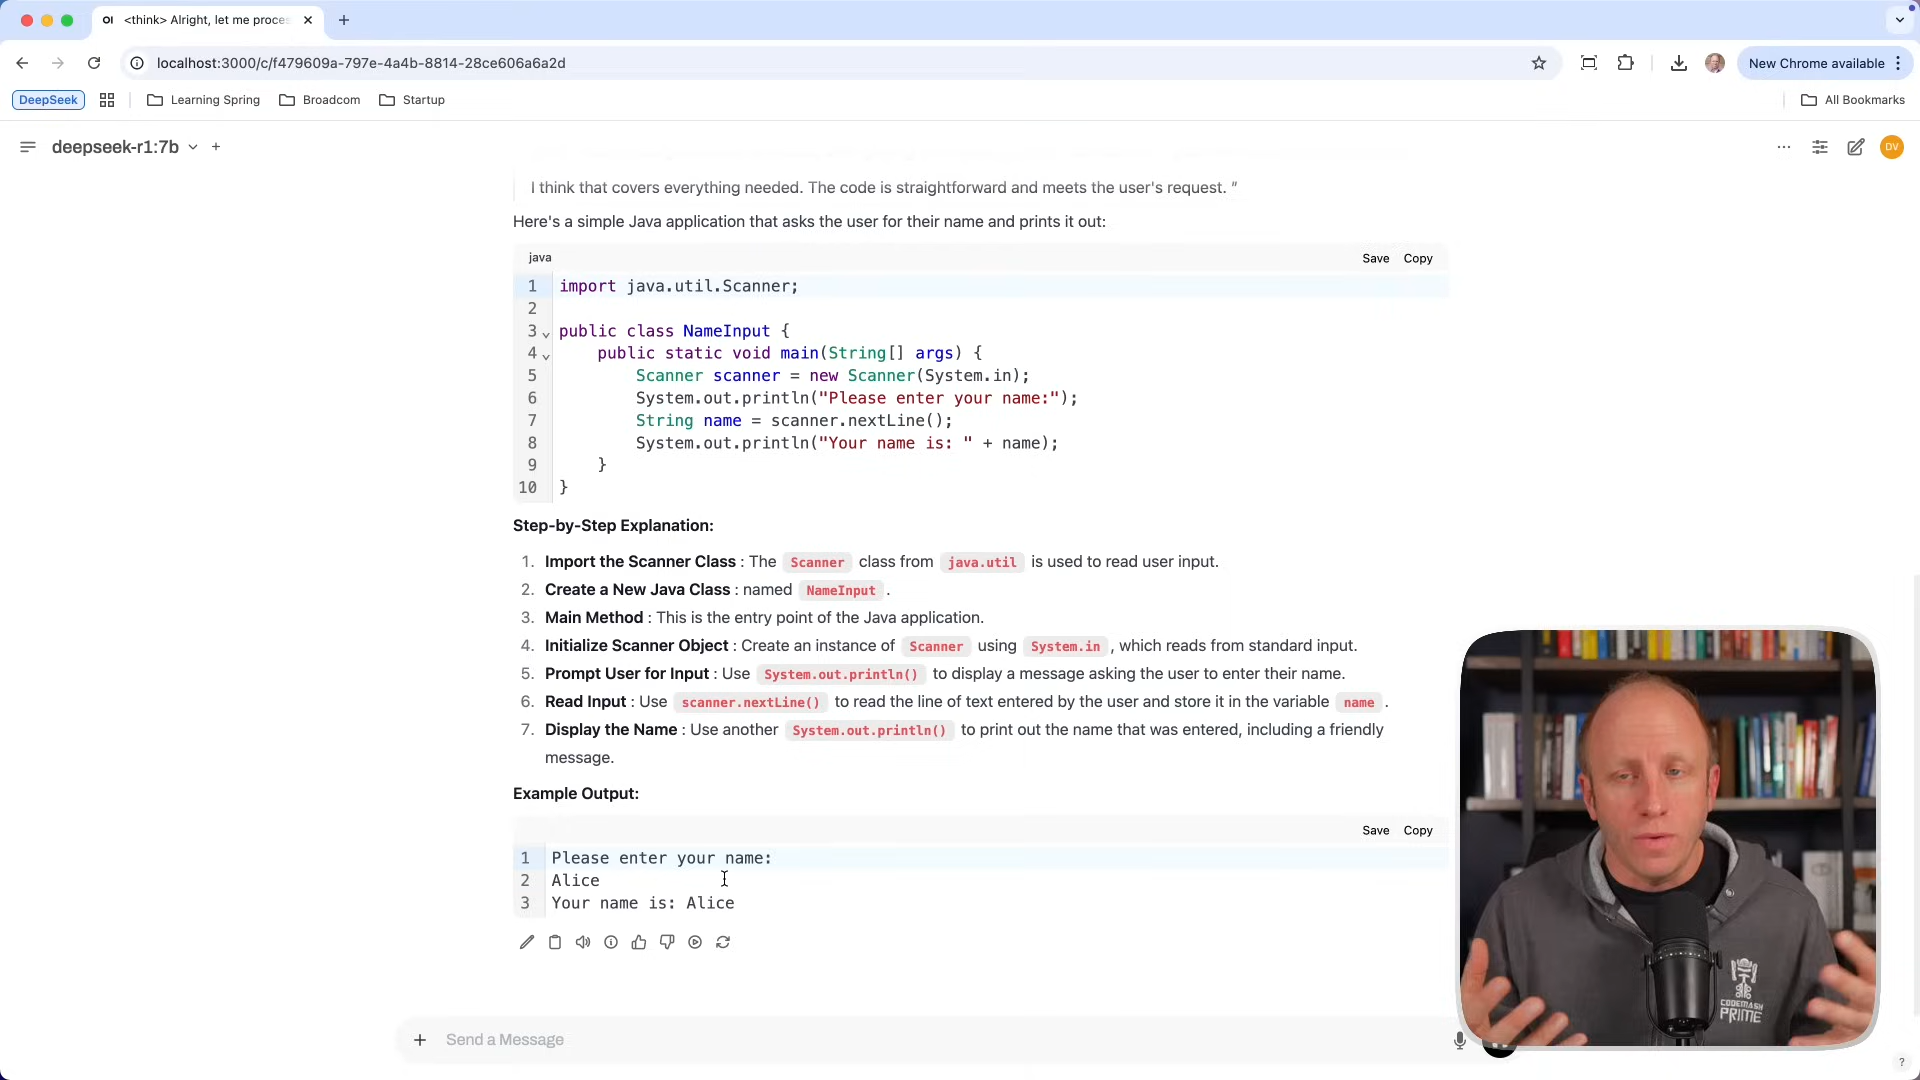 OI <think> Alright, let me proce
localhost:3000/c/f479609a-797e-4a4b-8814-28ce606a6a2d
New Chrome available
DeepSeek
Learning Spring
Broadcom
Startup
All Bookmarks
deepseek-r1:7b
DV
I think that covers everything needed. The code is straightforward and meets the user's request. "
Here's a simple Java application that asks the user for their name and prints it out:
java
Save Copy
1 import java.util.Scanner;
2
3 public class NameInput {
4 public static void main(String[] args) {
5 Scanner scanner = new Scanner(System.in);
6 System.out.println("Please enter your name:");
7 String name = scanner.nextLine();
8 System.out.println("Your name is: " + name);
9 }
10 }
Step-by-Step Explanation:
1. Import the Scanner Class : The Scanner class from java.util is used to read user input.
2. Create a New Java Class : named NameInput .
3. Main Method : This is the entry point of the Java application.
4. Initialize Scanner Object : Create an instance of Scanner using System.in , which reads from standard input.
5. Prompt User for Input : Use System.out.println() to display a message asking the user to enter their name.
6. Read Input : Use scanner.nextLine() to read the line of text entered by the user and store it in the variable name .
7. Display the Name : Use another System.out.println() to print out the name that was entered, including a friendly
message.
Example Output:
Save Copy
1 Please enter your name:
2 Alice
3 Your name is: Alice
Send a Message
CODEMASH
PRIME
?